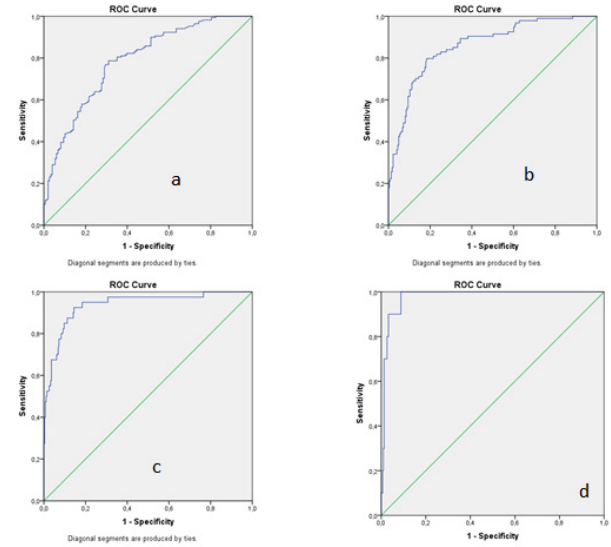 ROC Curve
1,0
0,8
0,6
0,4
0,2
0,0
Sensitivity
a
0,0 0,2 0,4 0,6 0,8 1,0
1 - Specificity
Diagonal segments are produced by ties.
ROC Curve
1,0
0,8
0,6
0,4
0,2
0,0
Sensitivity
b
0,0 0,2 0,4 0,6 0,8 1,0
1 - Specificity
Diagonal segments are produced by ties.
ROC Curve
1,0
0,8
0,6
0,4
0,2
0,0
Sensitivity
c
0,0 0,2 0,4 0,6 0,8 1,0
1 - Specificity
Diagonal segments are produced by ties.
ROC Curve
1,0
0,8
0,6
0,4
0,2
0,0
Sensitivity
d
0,0 0,2 0,4 0,6 0,8 1,0
1 - Specificity